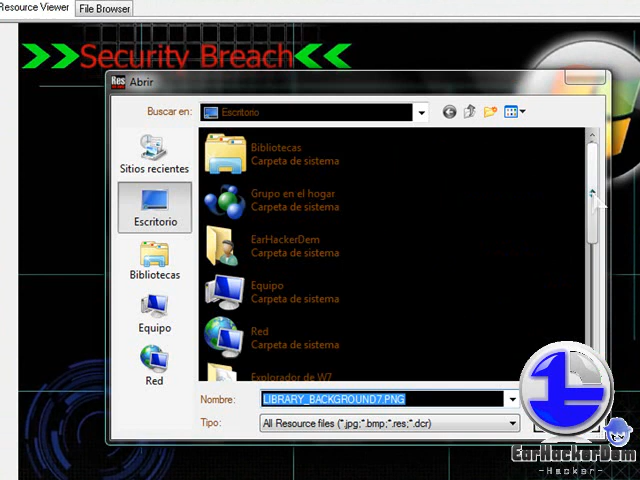 Resource Viewer
File Browser
>>Security Breach<<
Res
Abrir
Buscar en:
Escritorio
Sitios recientes
Escritorio
Bibliotecas
Equipo
Red
Bibliotecas
Carpeta de sistema
Grupo en el hogar
Carpeta de sistema
EarHackerDem
Carpeta de sistema
Equipo
Carpeta de sistema
Red
Carpeta de sistema
Explorador de W7
Nombre:
LIBRARY_BACKGROUND7.PNG
Tipo:
All Resource files (*.jpg;*.bmp;*.res;*.dcr)
1
EarHackerDem
-Hacker-